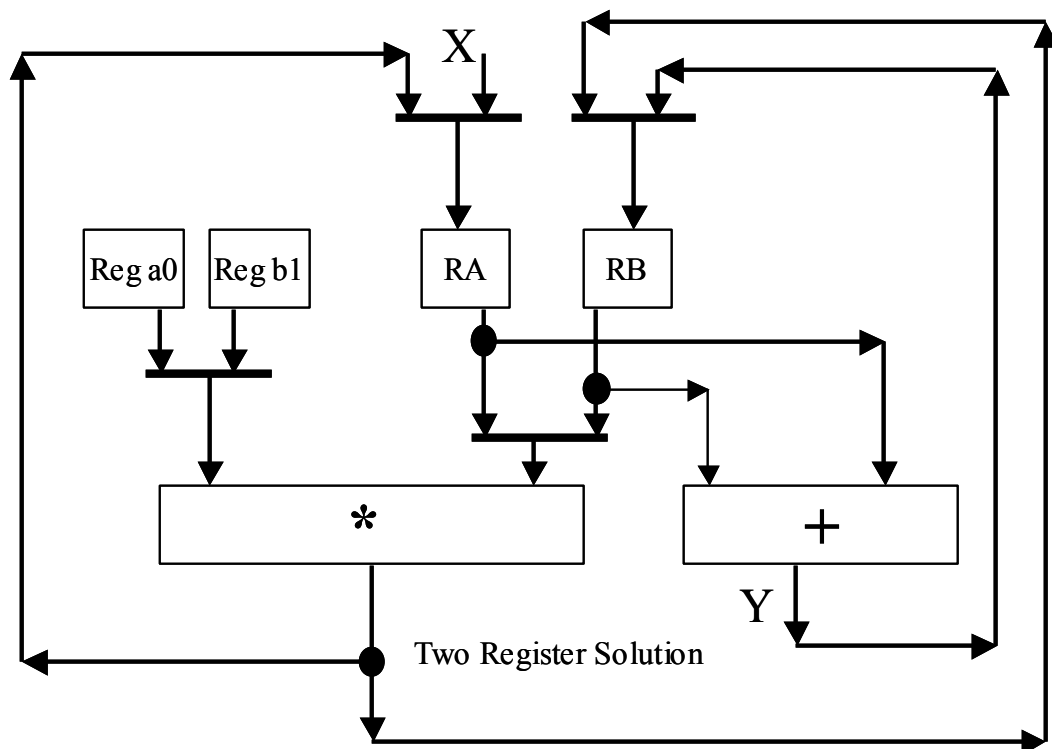 X
Reg a0
Reg b1
RA
RB
*
+
Y
Two Register Solution